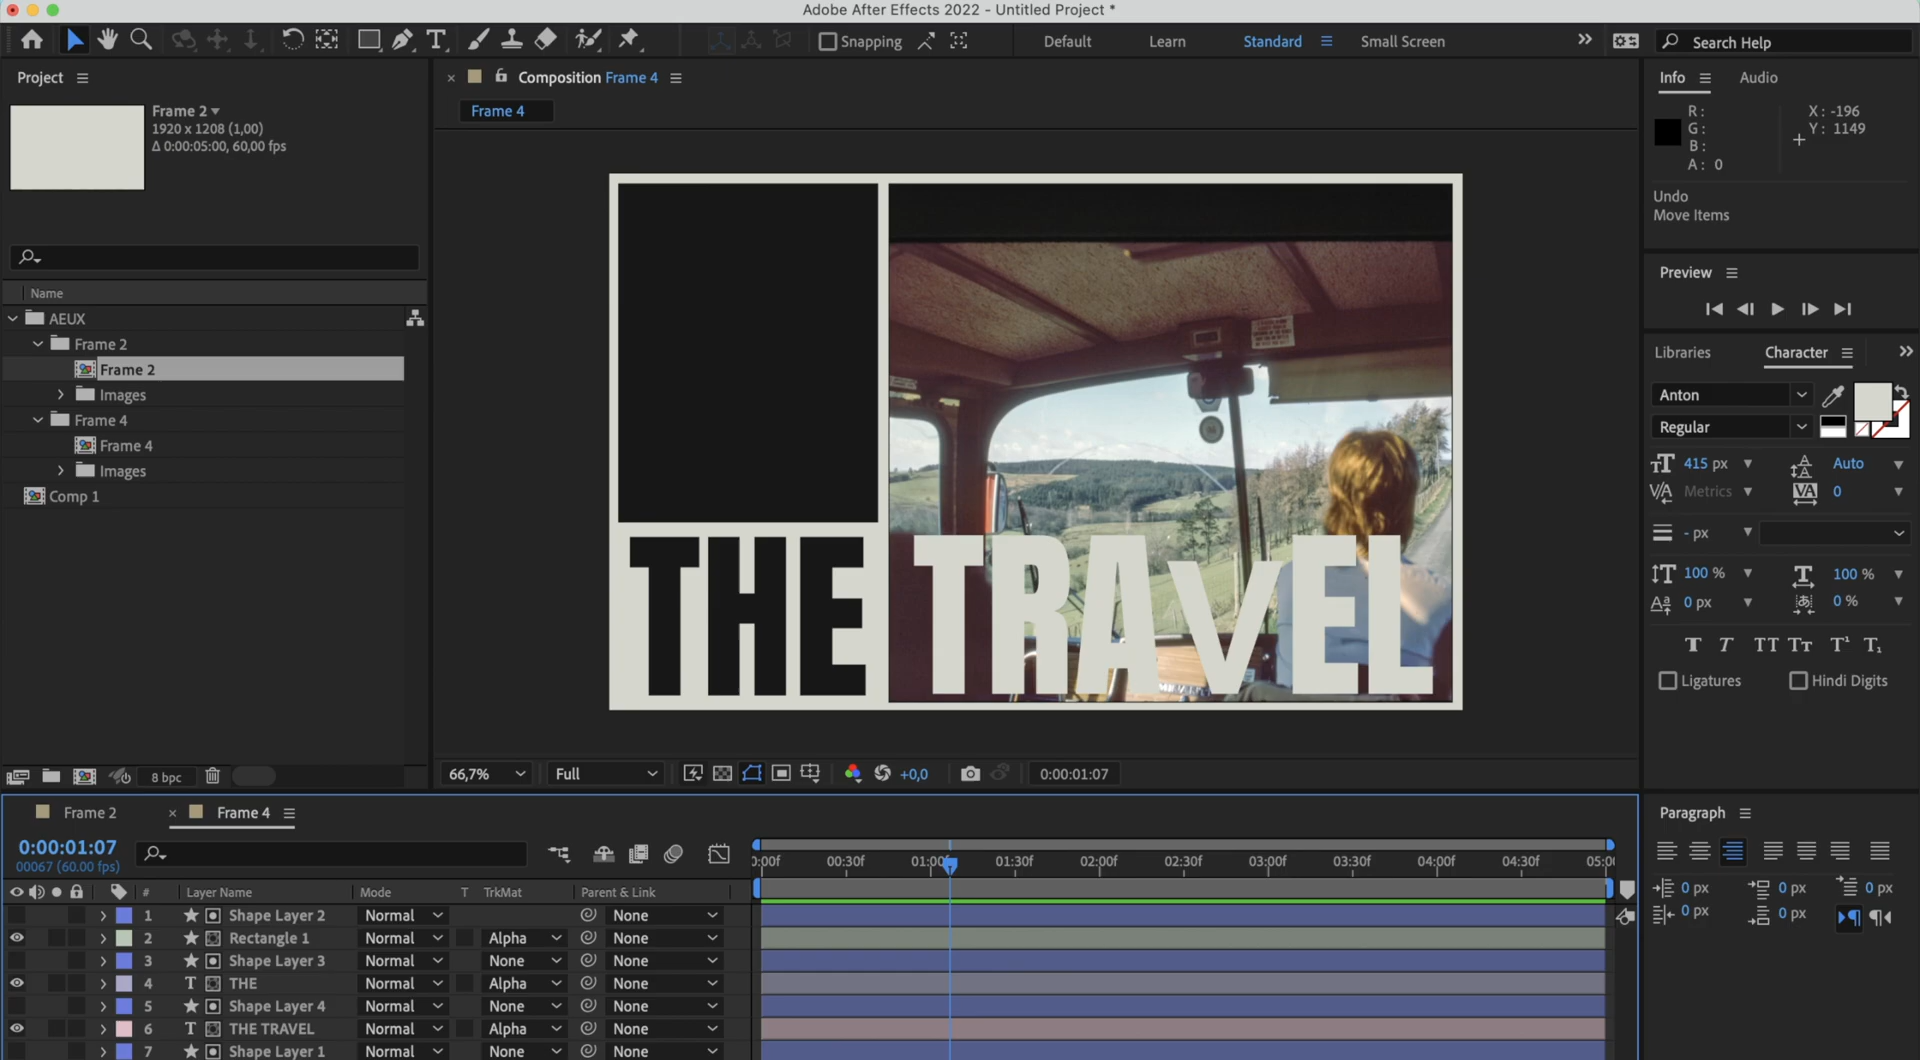 Adobe After Effects 2022 - Untitled Project *
Snapping
Default
Learn
Standard
Small Screen
Search Help
Project
Frame 2
1920 x 1208 (1,00)
Δ 0:00:05:00, 60,00 fps
Name
AEUX
Frame 2
Frame 2
Images
Frame 4
Frame 4
Images
Comp 1
8 bpc
Composition Frame 4
Frame 4
THE TRAVEL
66,7%
Full
+0,0
0:00:01:07
Info
Audio
R:
G:
B:
A: 0
X: -196
Y: 1149
Undo
Move Items
Preview
Libraries
Character
Anton
Regular
415 px
Auto
Metrics
0
- px
100 %
100 %
0 px
0 %
Ligatures
Hindi Digits
Paragraph
0 px
0 px
0 px
0 px
0 px
Frame 2
Frame 4
0:00:01:07
00067 (60.00 fps)
00f 00:30f 01:00f 01:30f 02:00f 02:30f 03:00f 03:30f 04:00f 04:30f 05:00
# Layer Name Mode T TrkMat Parent & Link
1 Shape Layer 2 Normal None
2 Rectangle 1 Normal Alpha None
3 Shape Layer 3 Normal None None
4 T THE Normal Alpha None
5 Shape Layer 4 Normal None None
6 T THE TRAVEL Normal Alpha None
7 Shape Layer 1 Normal None None